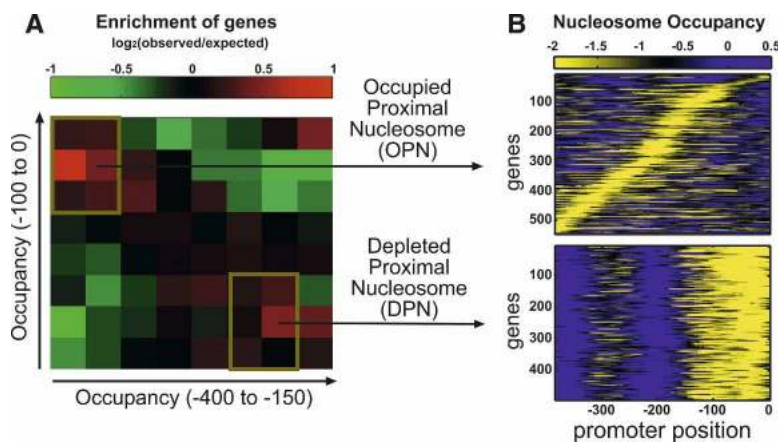 A
Enrichment of genes
log₂(observed/expected)
-1 -0.5 0 0.5 1
Occupancy (-100 to 0)
Occupancy (-400 to -150)
Occupied
Proximal
Nucleosome
(OPN)
Depleted
Proximal
Nucleosome
(DPN)
B
Nucleosome Occupancy
-2 -1.5 -1 -0.5 0 0.5
genes
100
200
300
400
500
genes
100
200
300
400
-300 -200 -100 0
promoter position